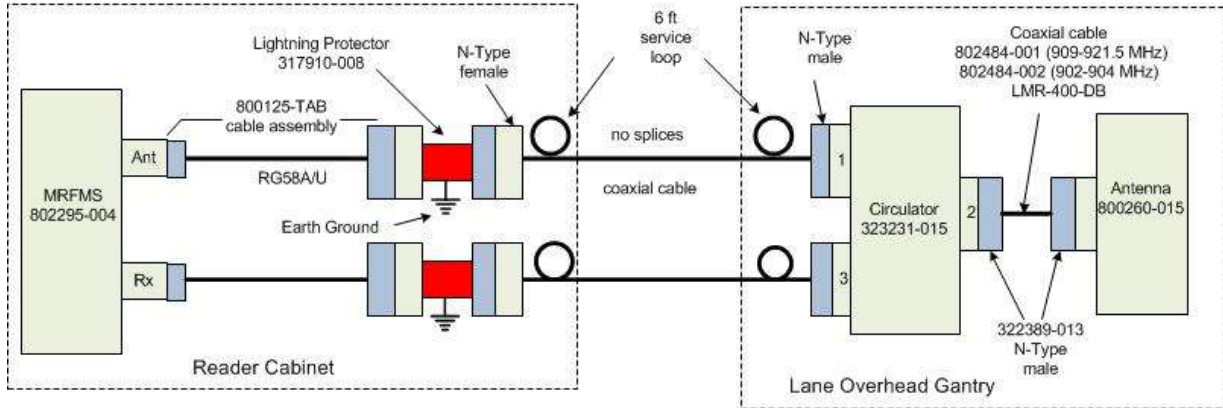 Lightning Protector
317910-008
N-Type
female
6 ft
service
loop
N-Type
male
Coaxial cable
802484-001 (909-921.5 MHz)
802484-002 (902-904 MHz)
LMR-400-DB
800125-TAB
cable assembly
Ant
RG58A/U
no splices
coaxial cable
1
MRFMS
802295-004
Earth Ground
Circulator
323231-015
2
Antenna
800260-015
Rx
3
322389-013
N-Type
male
Reader Cabinet
Lane Overhead Gantry